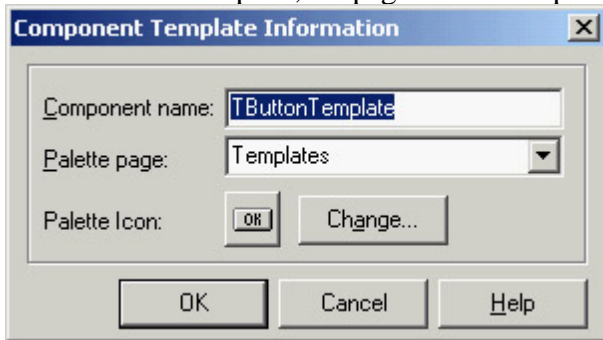 Component Template Information
Component name: TButtonTemplate
Palette page: Templates
Palette Icon: OK Change...
OK Cancel Help